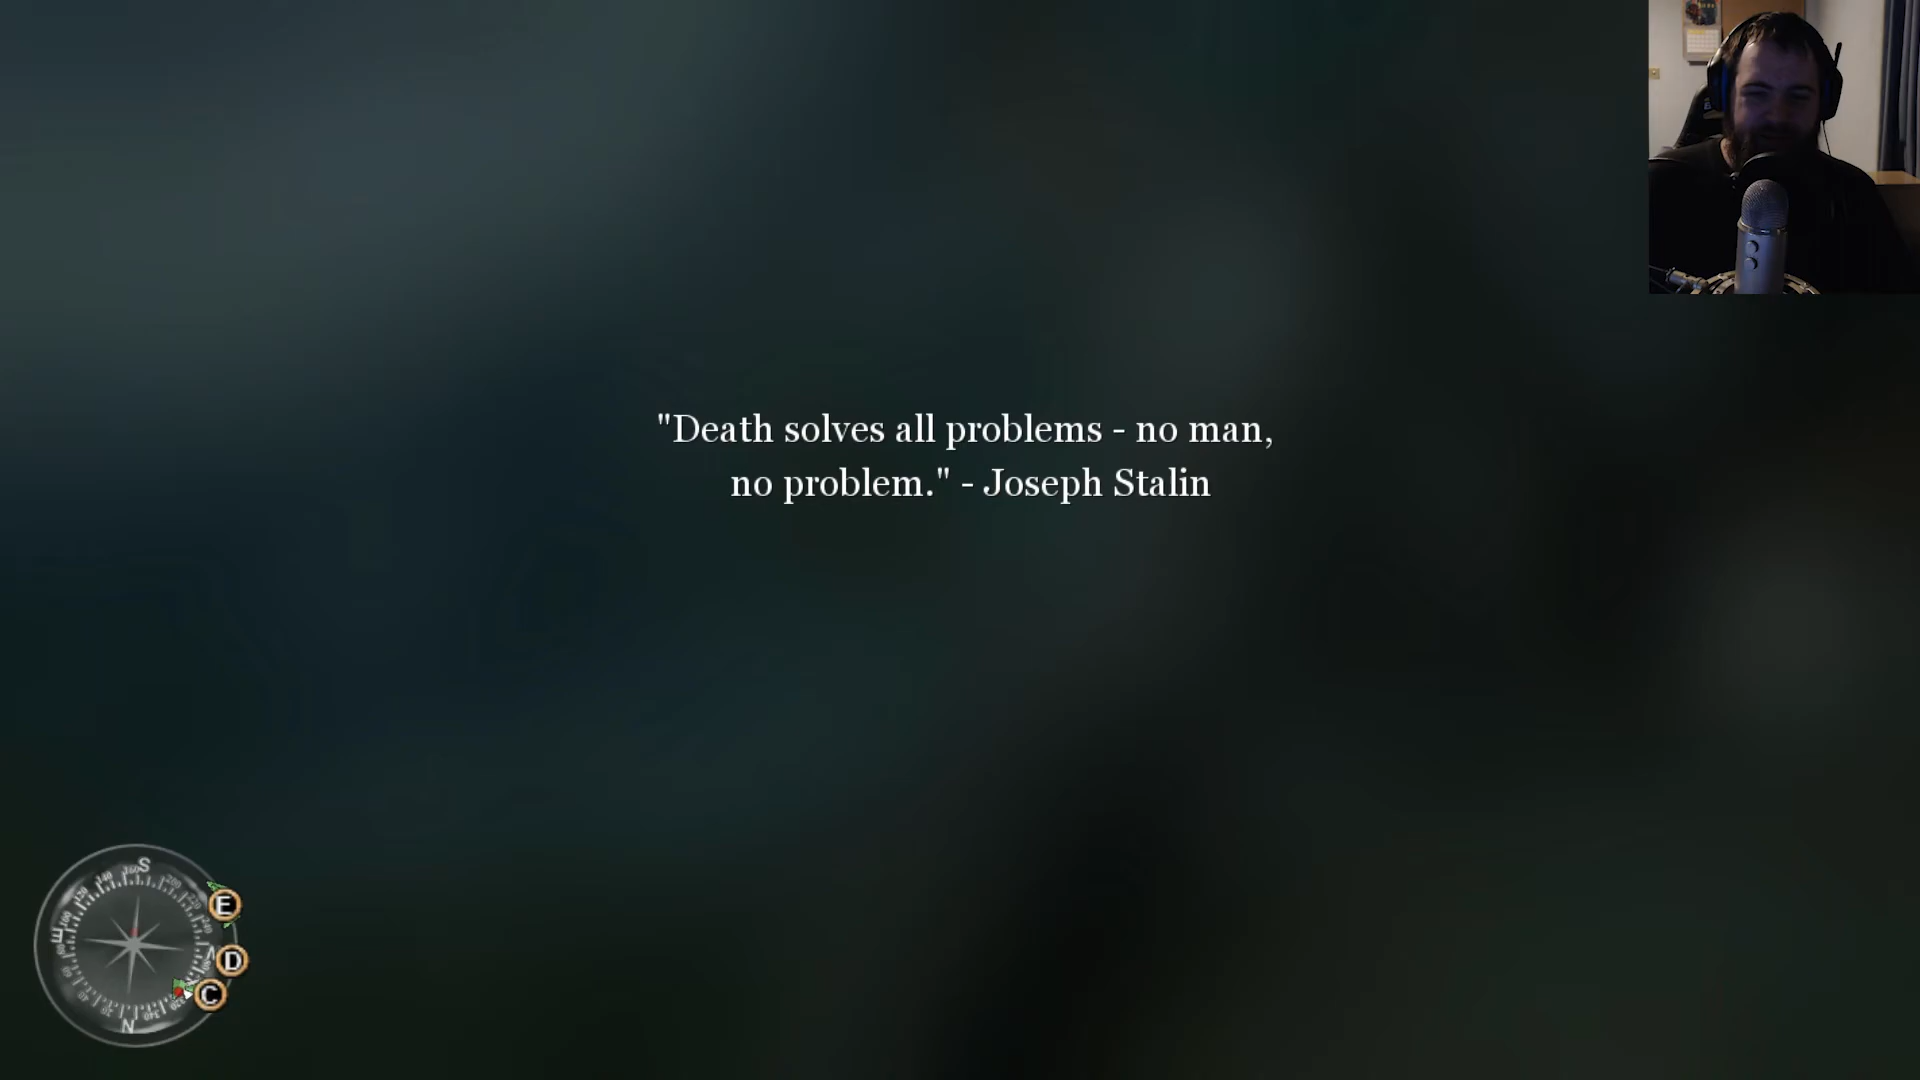 "Death solves all problems - no man,
no problem." - Joseph Stalin
S
E
E
D
C
N